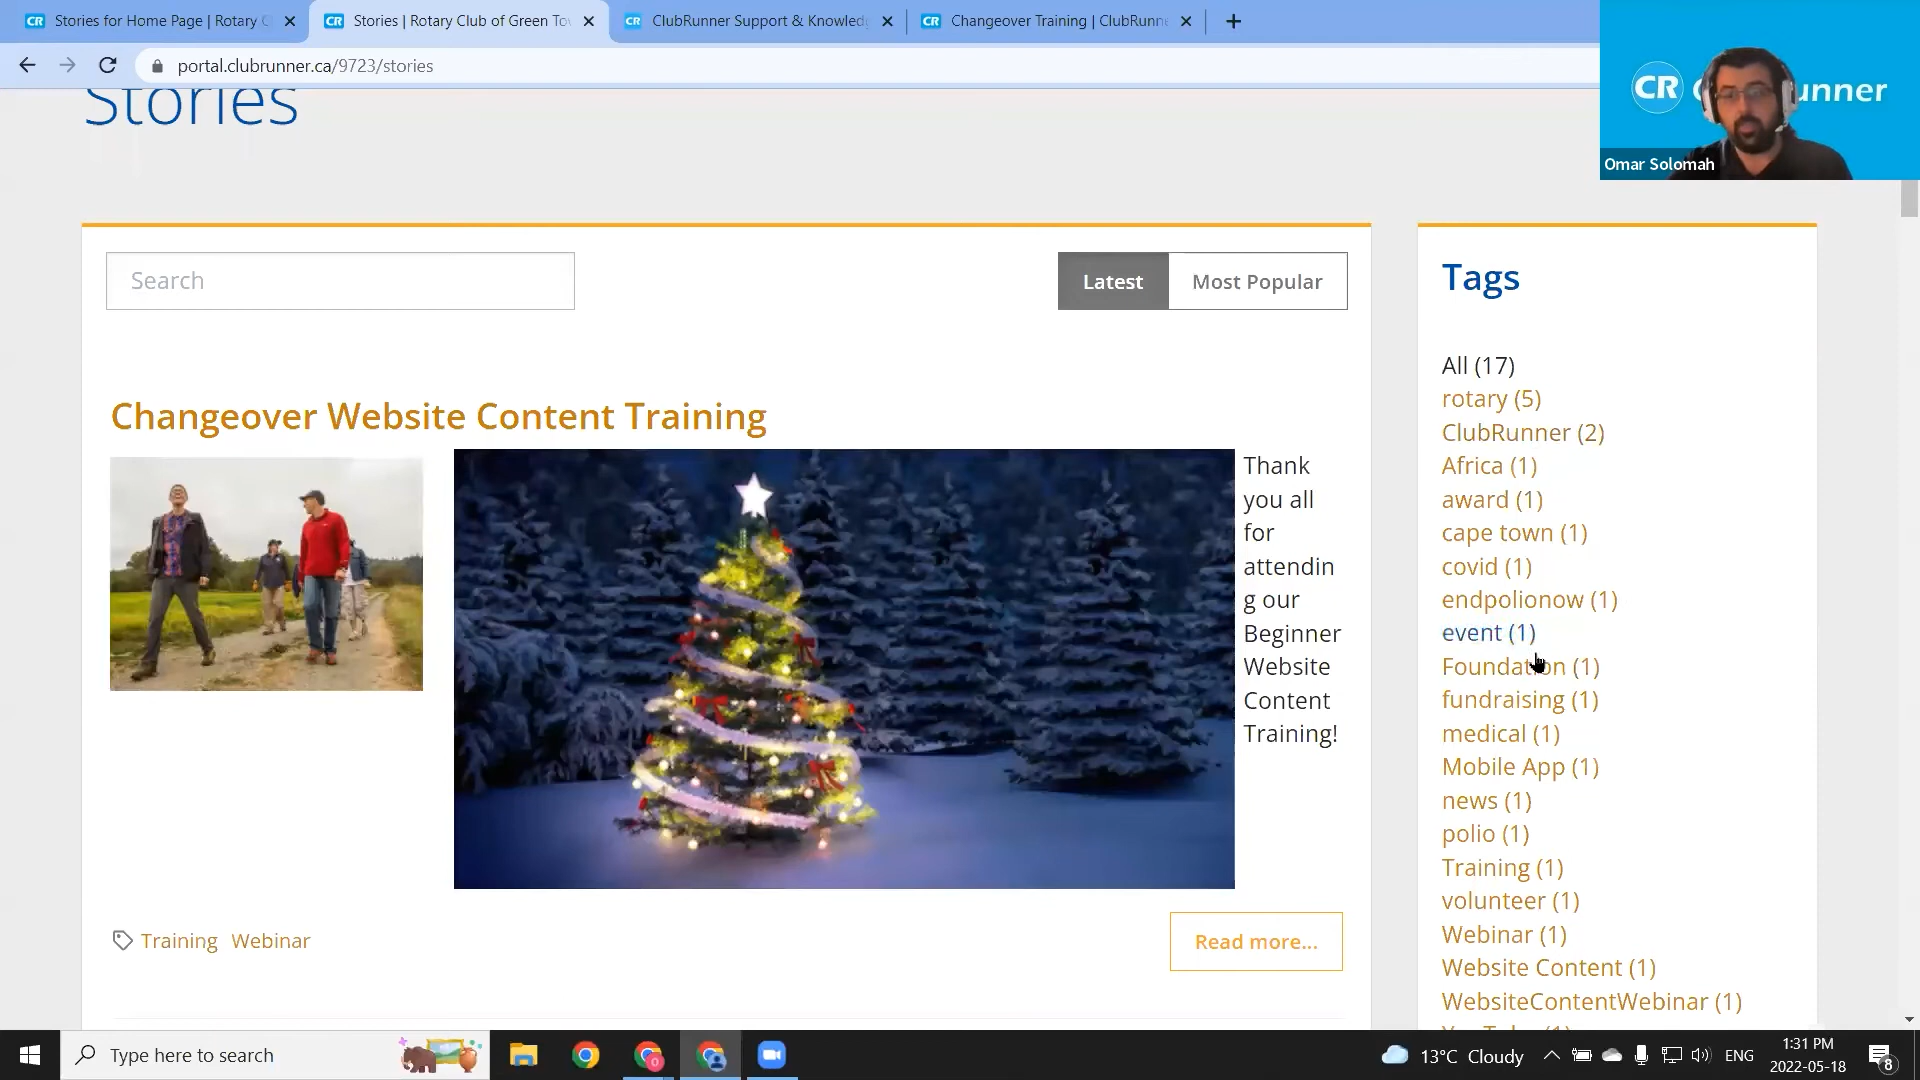 Stories for Home Page | Rotary C
Stories | Rotary Club of Green To
ClubRunner Support & Knowled
Changeover Training | ClubRunn
portal.clubrunner.ca/9723/stories
CR
unner
Omar Solomah
Stories
Search
Latest
Most Popular
Changeover Website Content Training
Thank
you all
for
attendin
g our
Beginner
Website
Content
Training!
Training Webinar
Read more...
Tags
All (17)
rotary (5)
ClubRunner (2)
Africa (1)
award (1)
cape town (1)
covid (1)
endpolionow (1)
event (1)
Foundation (1)
fundraising (1)
medical (1)
Mobile App (1)
news (1)
polio (1)
Training (1)
volunteer (1)
Webinar (1)
Website Content (1)
WebsiteContentWebinar (1)
Type here to search
13°C Cloudy
ENG
1:31 PM
2022-05-18
8